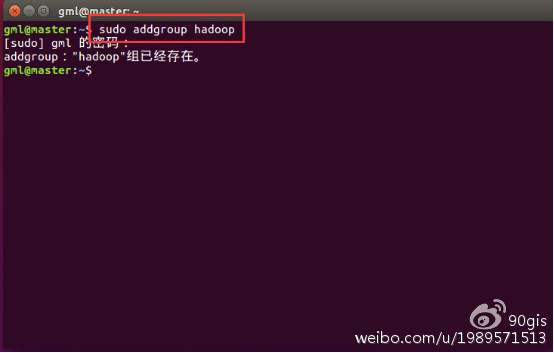 gml@master: ~
gml@master:~$ sudo addgroup hadoop
[sudo] gml 的密码：
addgroup："hadoop"组已经存在。
gml@master:~$
90gis
weibo.com/u/1989571513